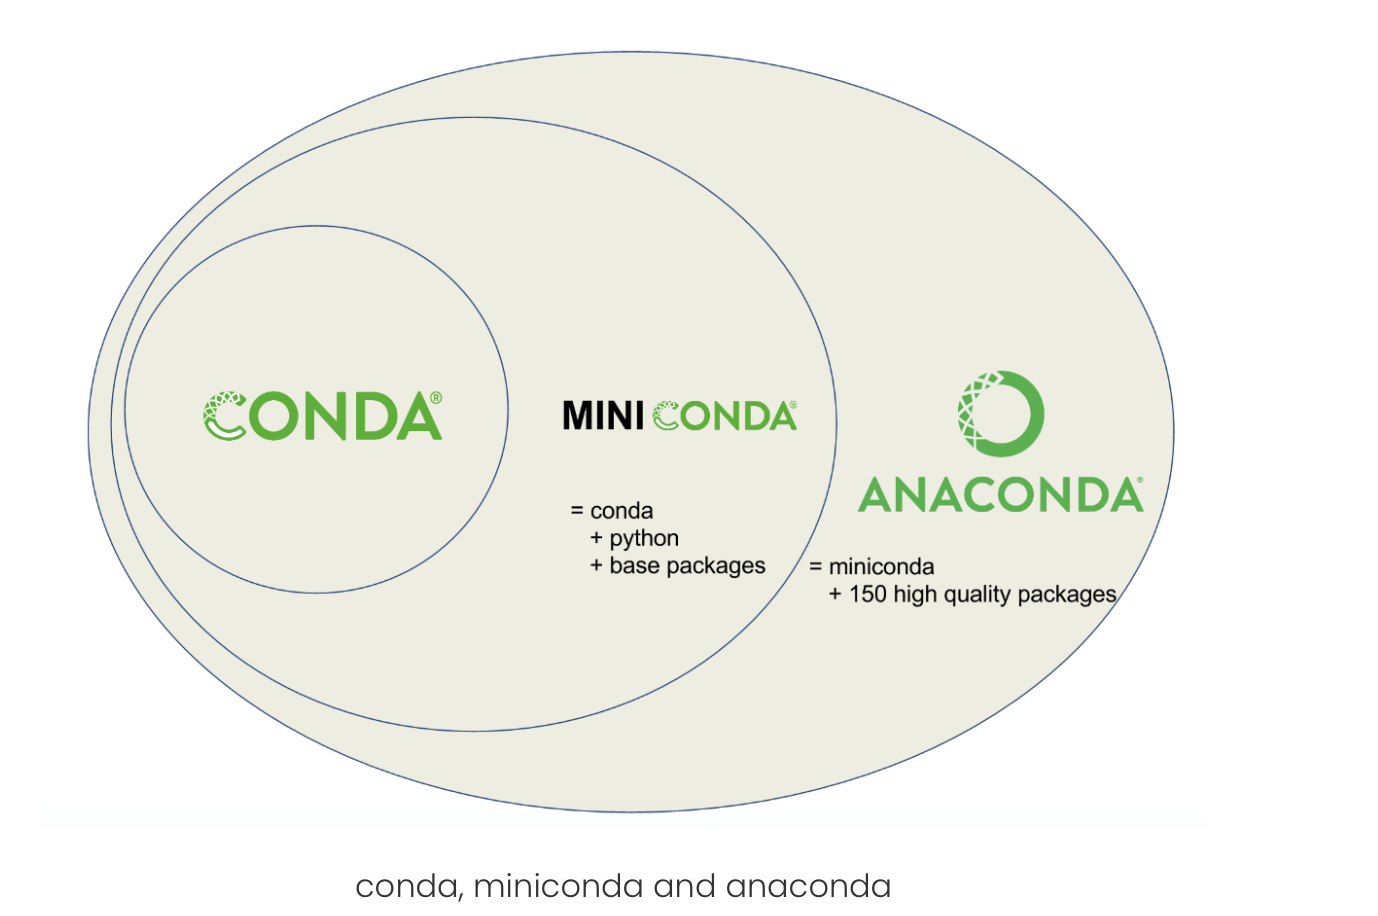 CONDA®
MINI CONDA®
= conda
+ python
+ base packages
ANACONDA®
= miniconda
+ 150 high quality packages
conda, miniconda and anaconda